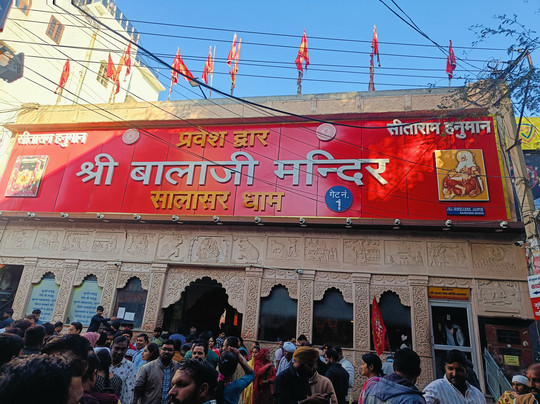 प्रवेश द्वार
सीताराम हनुमान
सीताराम हनुमान
श्री बालाजी मन्दिर
गेट नं.
1
सालासर धाम